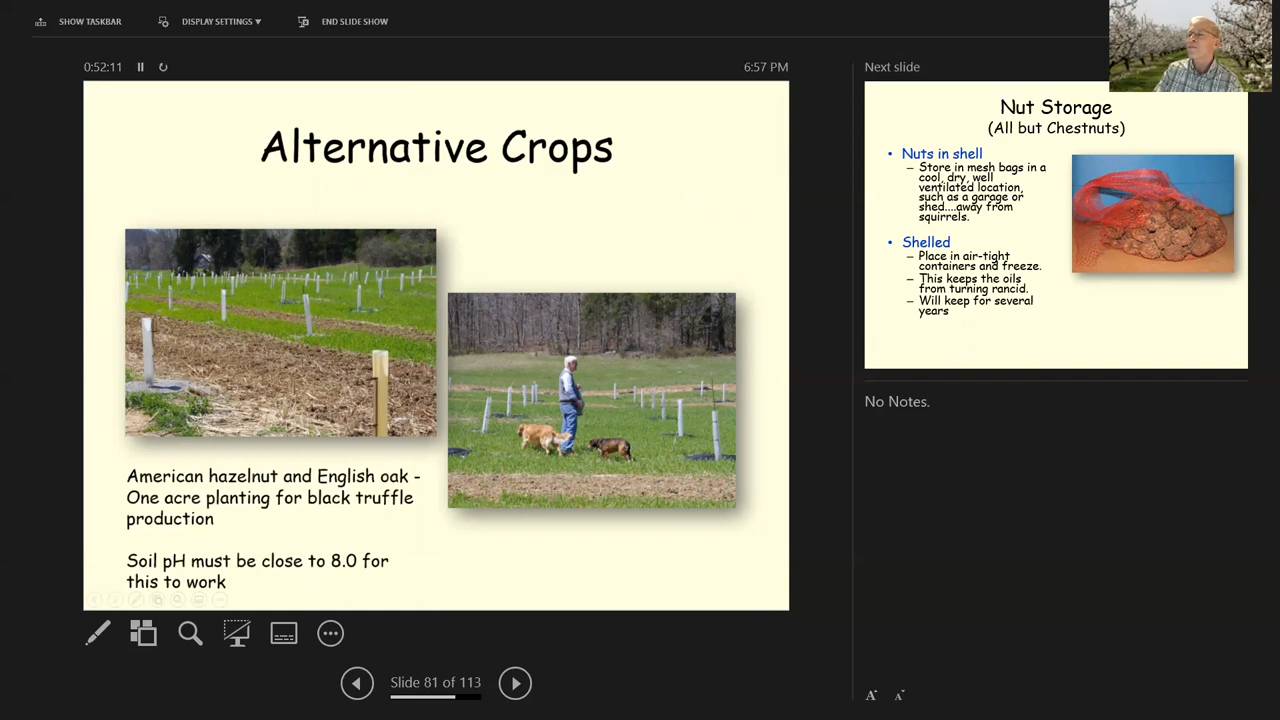 SHOW TASKBAR
DISPLAY SETTINGS ▼
END SLIDE SHOW
0:52:11
6:57 PM
Alternative Crops
American hazelnut and English oak -
One acre planting for black truffle
production
Soil pH must be close to 8.0 for
this to work
Slide 81 of 113
Next slide
Nut Storage
(All but Chestnuts)
• Nuts in shell
– Store in mesh bags in a
cool, dry, well
ventilated location,
such as a garage or
shed....away from
squirrels.
• Shelled
– Place in air-tight
containers and freeze.
– This keeps the oils
from turning rancid.
– Will keep for several
years
No Notes.
A A